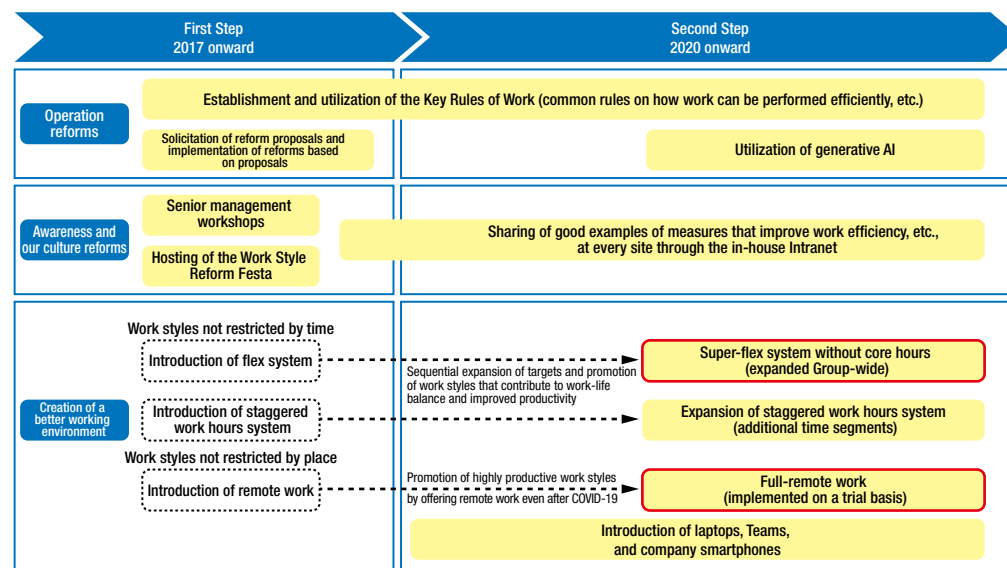 First Step
2017 onward
Second Step
2020 onward
Operation
reforms
Establishment and utilization of the Key Rules of Work (common rules on how work can be performed efficiently, etc.)
Solicitation of reform proposals and
implementation of reforms based
on proposals
Utilization of generative AI
Awareness and
our culture reforms
Senior management
workshops
Hosting of the Work Style
Reform Festa
Sharing of good examples of measures that improve work efficiency, etc.,
at every site through the in-house Intranet
Creation of a
better working
environment
Work styles not restricted by time
Introduction of flex system
Sequential expansion of targets and promotion
of work styles that contribute to work-life
balance and improved productivity
Super-flex system without core hours
(expanded Group-wide)
Introduction of staggered
work hours system
Expansion of staggered work hours system
(additional time segments)
Work styles not restricted by place
Introduction of remote work
Promotion of highly productive work styles
by offering remote work even after COVID-19
Full-remote work
(implemented on a trial basis)
Introduction of laptops, Teams,
and company smartphones